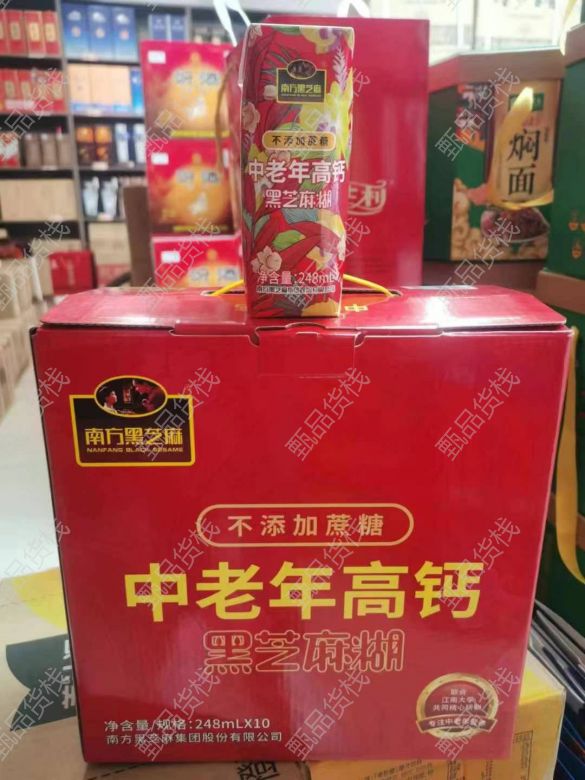 南方黑芝麻
不添加蔗糖
中老年高钙
黑芝麻糊
净含量:248mLX10
焖
面
南方黑芝麻
NANFANG BLACK SESAME
不添加蔗糖
中老年高钙
黑芝麻糊
联合
江南大学
共同核心研制
净含量/规格:248mLX10
南方黑芝麻集团股份有限公司
甄品货栈